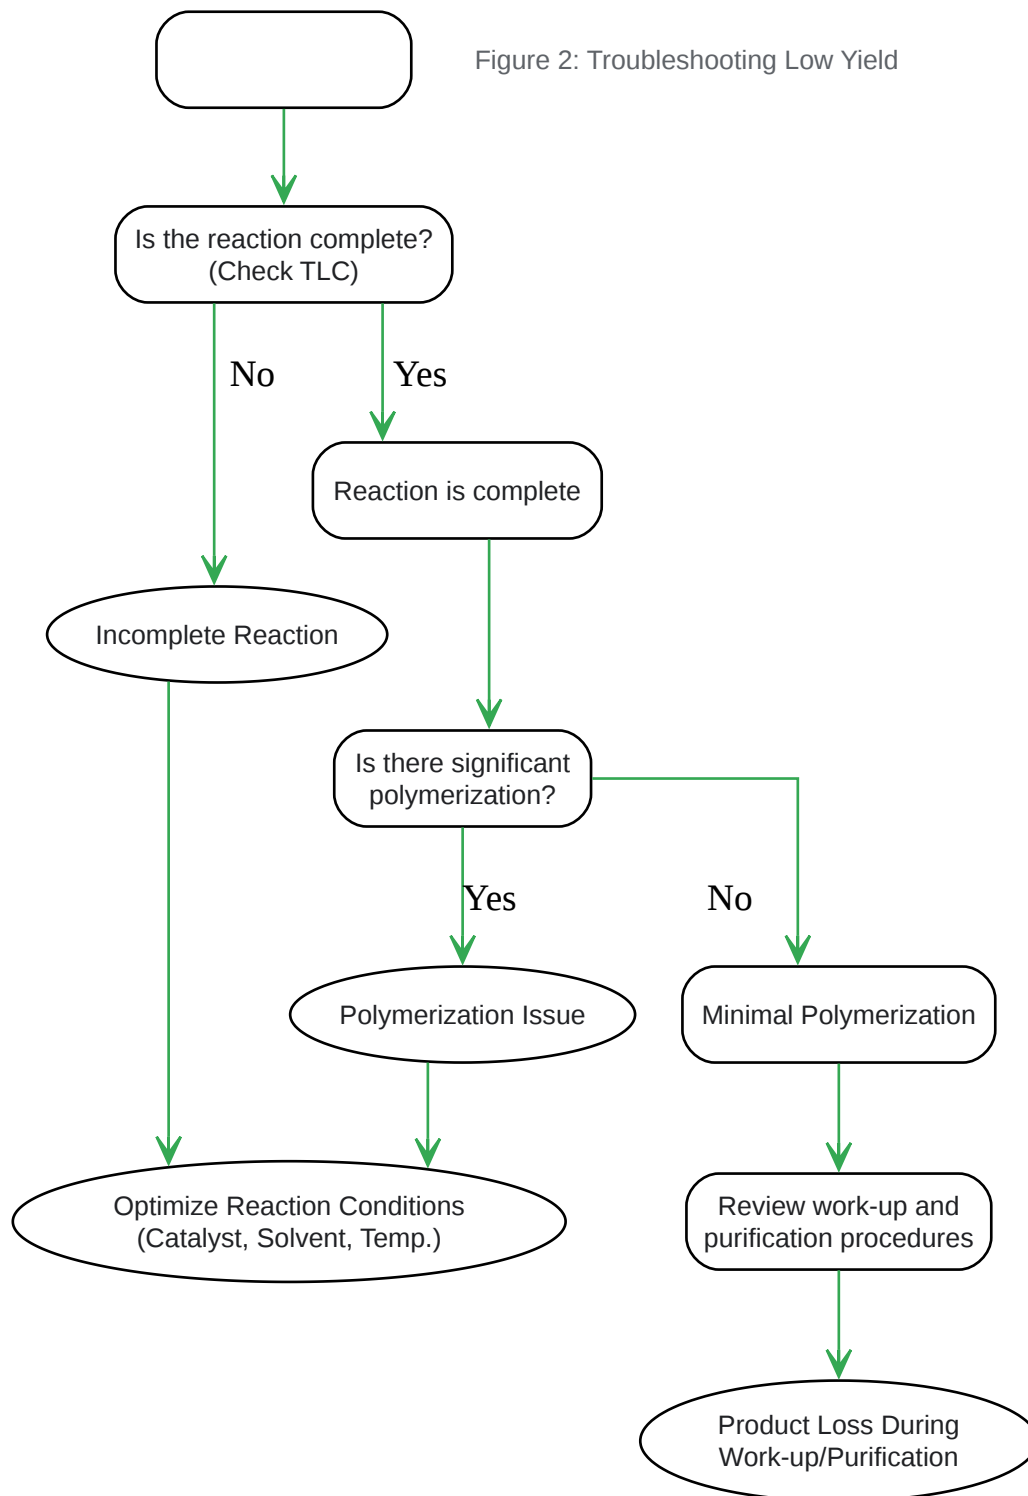 Figure 2: Troubleshooting Low Yield
Is the reaction complete?
(Check TLC)
No
Yes
Reaction is complete
Incomplete Reaction
Is there significant
polymerization?
Yes
No
Polymerization Issue
Minimal Polymerization
Optimize Reaction Conditions
(Catalyst, Solvent, Temp.)
Review work-up and
purification procedures
Product Loss During
Work-up/Purification